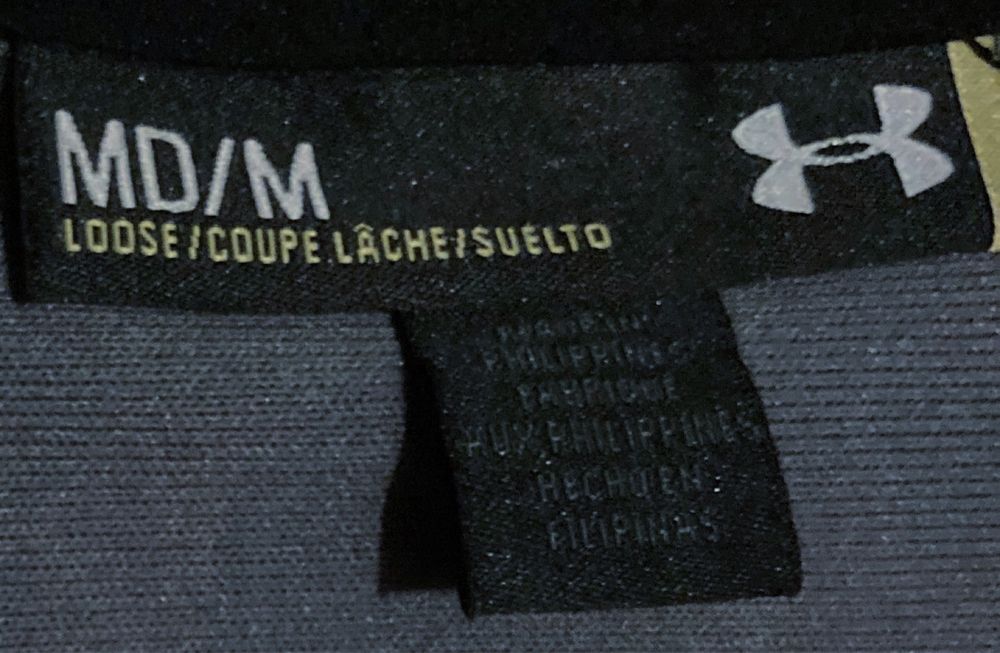 MD/M
LOOSE/COUPE LÂCHE/SUELTO
MADE IN
PHILIPPINES
FABRIQUÉ
AUX PHILIPPINES
HECHO EN
FILIPINAS